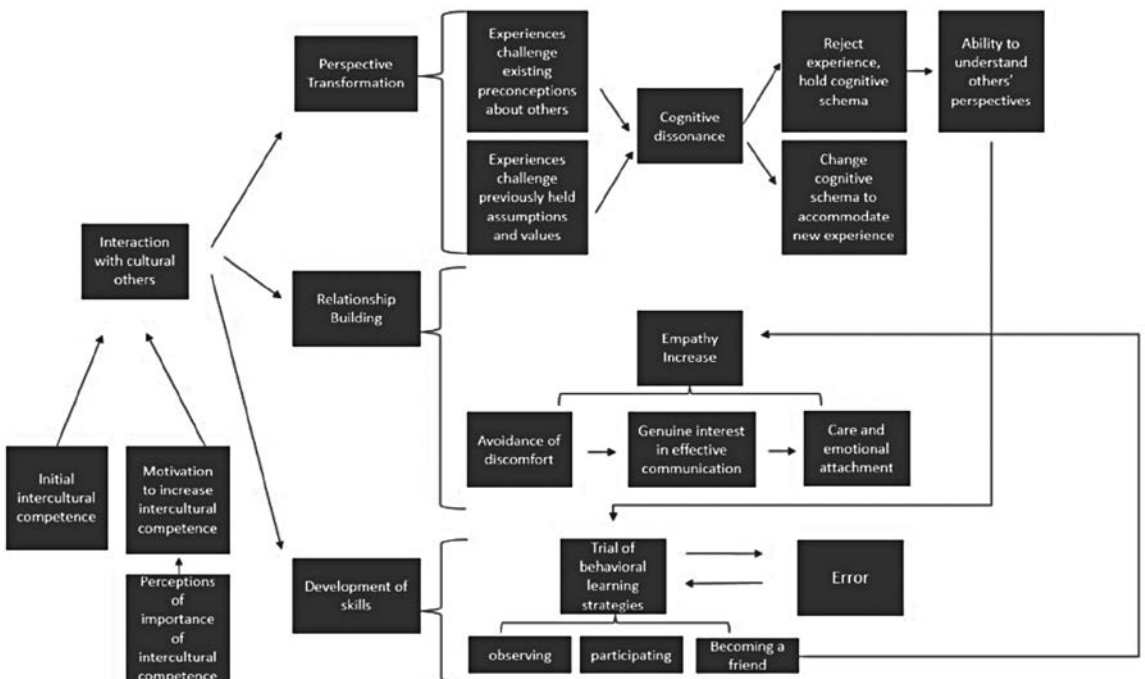 Perspective
Transformation
Experiences
challenge
existing
preconceptions
about others
Experiences
challenge
previously held
assumptions
and values
Cognitive
dissonance
Reject
experience,
hold cognitive
schema
Change
cognitive
schema to
accommodate
new experience
Ability to
understand
others'
perspectives
Interaction
with cultural
others
Relationship
Building
Empathy
Increase
Avoidance of
discomfort
Genuine interest
in effective
communication
Care and
emotional
attachment
Initial
intercultural
competence
Motivation
to increase
intercultural
competence
Perceptions
of
importance
of
intercultural
competence
Development of
skills
Trial of
behavioral
learning
strategies
Error
observing
participating
Becoming a
friend